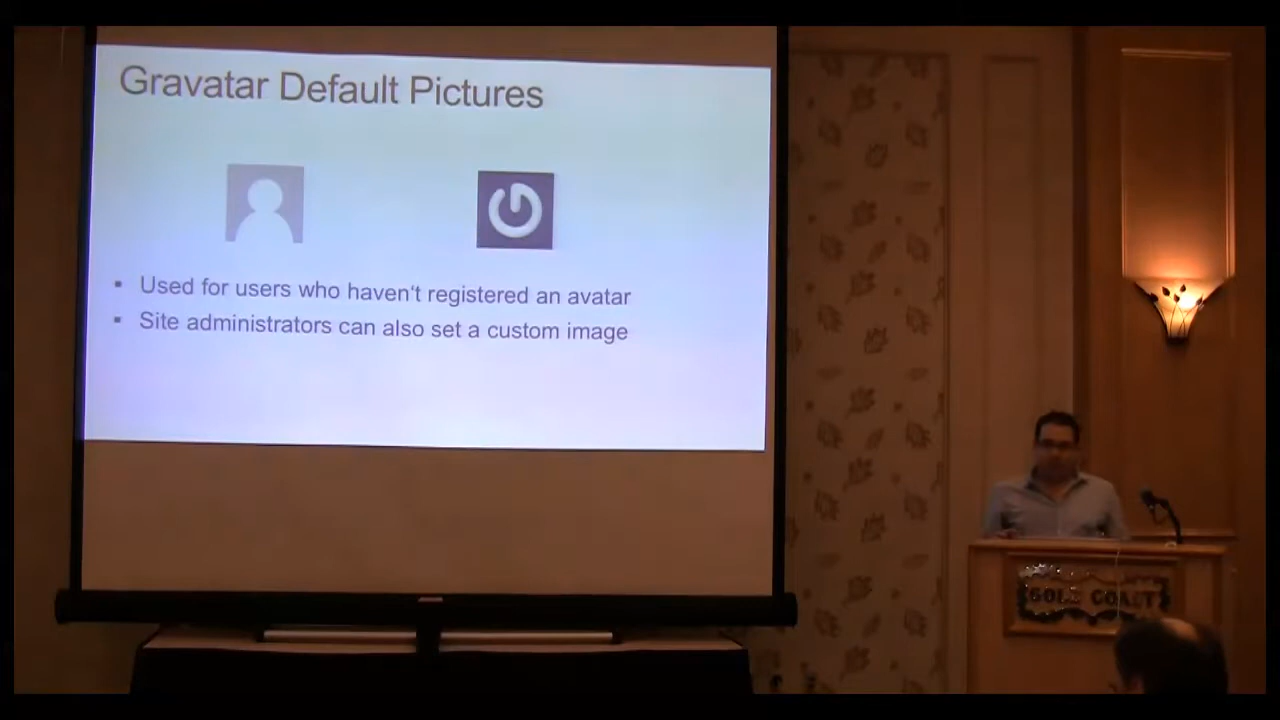 Gravatar Default Pictures
▪ Used for users who haven't registered an avatar
▪ Site administrators can also set a custom image
GOLD COAST